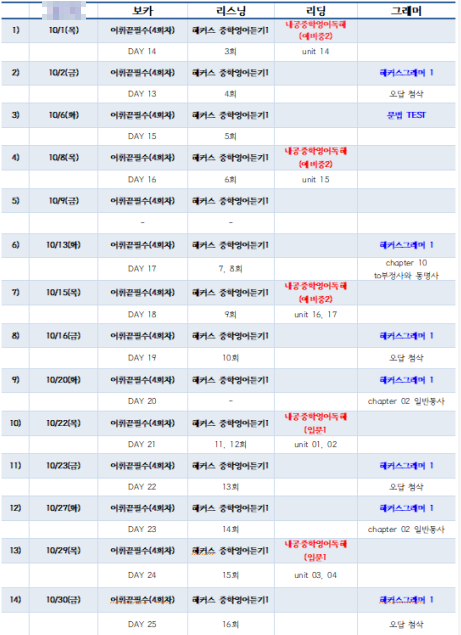 보카 리스닝 리딩 그래머
1) 10/1(목) 어휘끝필수(4회차) 해커스 중학영어듣기1 내공중학영어독해
(예비중2)
DAY 14 3회 unit 14
2) 10/2(금) 어휘끝필수(4회차) 해커스 중학영어듣기1 해커스그래머 1
DAY 13 4회 오답 첨삭
3) 10/6(화) 어휘끝필수(4회차) 해커스 중학영어듣기1 문법 TEST
DAY 15 5회
4) 10/8(목) 어휘끝필수(4회차) 해커스 중학영어듣기1 내공중학영어독해
(예비중2)
DAY 16 6회 unit 15
5) 10/9(금) 어휘끝필수(4회차) 해커스 중학영어듣기1
- -
6) 10/13(화) 어휘끝필수(4회차) 해커스 중학영어듣기1 해커스그래머 1
DAY 17 7, 8회 chapter 10
to부정사와 동명사
7) 10/15(목) 어휘끝필수(4회차) 해커스 중학영어듣기1 내공중학영어독해
(예비중2)
DAY 18 9회 unit 16, 17
8) 10/16(금) 어휘끝필수(4회차) 해커스 중학영어듣기1 해커스그래머 1
DAY 19 10회 오답 첨삭
9) 10/20(화) 어휘끝필수(4회차) 해커스 중학영어듣기1 해커스그래머 1
DAY 20 - chapter 02 일반동사
10) 10/22(목) 어휘끝필수(4회차) 해커스 중학영어듣기1 내공중학영어독해
(입문)
DAY 21 11, 12회 unit 01, 02
11) 10/23(금) 어휘끝필수(4회차) 해커스 중학영어듣기1 해커스그래머 1
DAY 22 13회 오답 첨삭
12) 10/27(화) 어휘끝필수(4회차) 해커스 중학영어듣기1 해커스그래머 1
DAY 23 14회 chapter 02 일반동사
13) 10/29(목) 어휘끝필수(4회차) 해커스 중학영어듣기1 내공중학영어독해
(입문)
DAY 24 15회 unit 03, 04
14) 10/30(금) 어휘끝필수(4회차) 해커스 중학영어듣기1 해커스그래머 1
DAY 25 16회 오답 첨삭